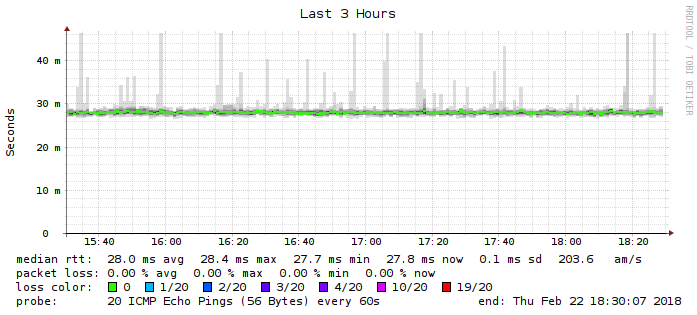 Last 3 Hours
RRDTOOL / TOBI OETIKER
Seconds
40 m
30 m
20 m
10 m
0
15:40 16:00 16:20 16:40 17:00 17:20 17:40 18:00 18:20
median rtt: 28.0 ms avg 28.4 ms max 27.7 ms min 27.8 ms now 0.1 ms sd 203.6 am/s
packet loss: 0.00 % avg 0.00 % max 0.00 % min 0.00 % now
loss color: 0 1/20 2/20 3/20 4/20 10/20 19/20
probe: 20 ICMP Echo Pings (56 Bytes) every 60s end: Thu Feb 22 18:30:07 2018